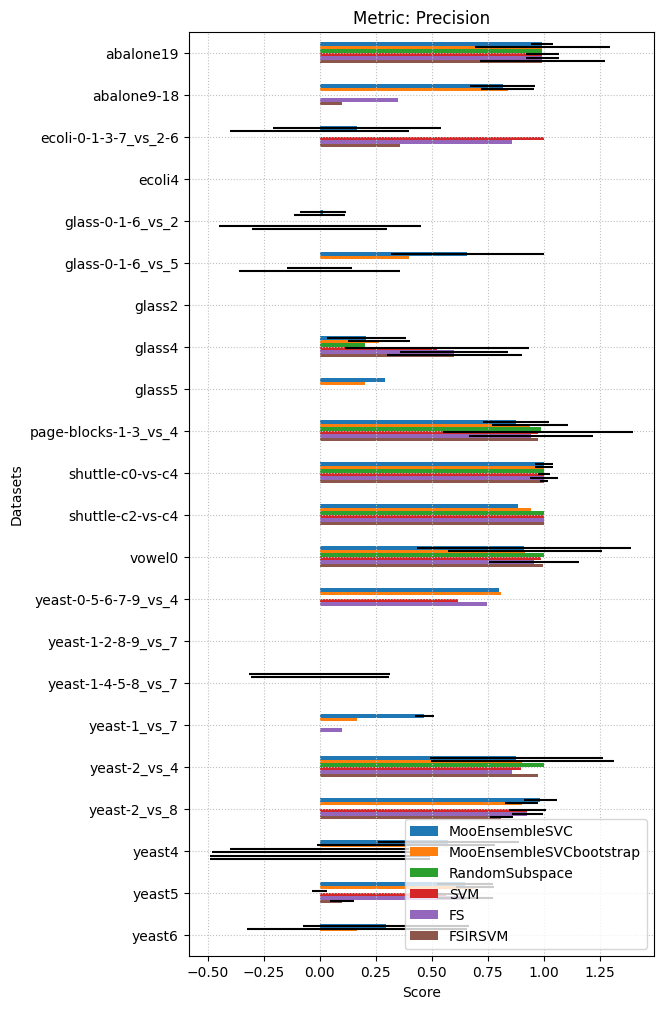 Metric: Precision
abalone19
abalone9-18
ecoli-0-1-3-7_vs_2-6
ecoli4
glass-0-1-6_vs_2
glass-0-1-6_vs_5
glass2
glass4
glass5
page-blocks-1-3_vs_4
shuttle-c0-vs-c4
shuttle-c2-vs-c4
vowel0
yeast-0-5-6-7-9_vs_4
yeast-1-2-8-9_vs_7
yeast-1-4-5-8_vs_7
yeast-1_vs_7
yeast-2_vs_4
yeast-2_vs_8
yeast4
yeast5
yeast6
Datasets
MooEnsembleSVC
MooEnsembleSVCbootstrap
RandomSubspace
SVM
FS
FSIRSVM
−0.50 −0.25 0.00 0.25 0.50 0.75 1.00 1.25
Score